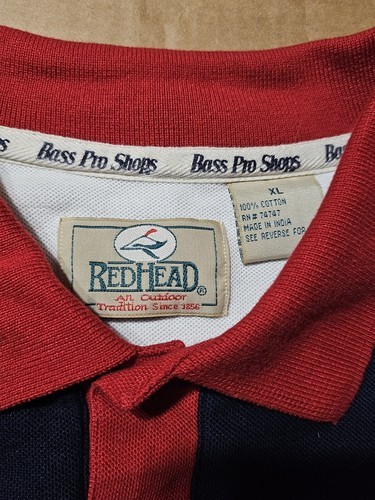 s Bass Pro Shops Bass Pro Shops Ba
XL
100% COTTON
RN# 74747
MADE IN INDIA
SEE REVERSE FOR
REDHEAD®
An Outdoor
Tradition Since 1856